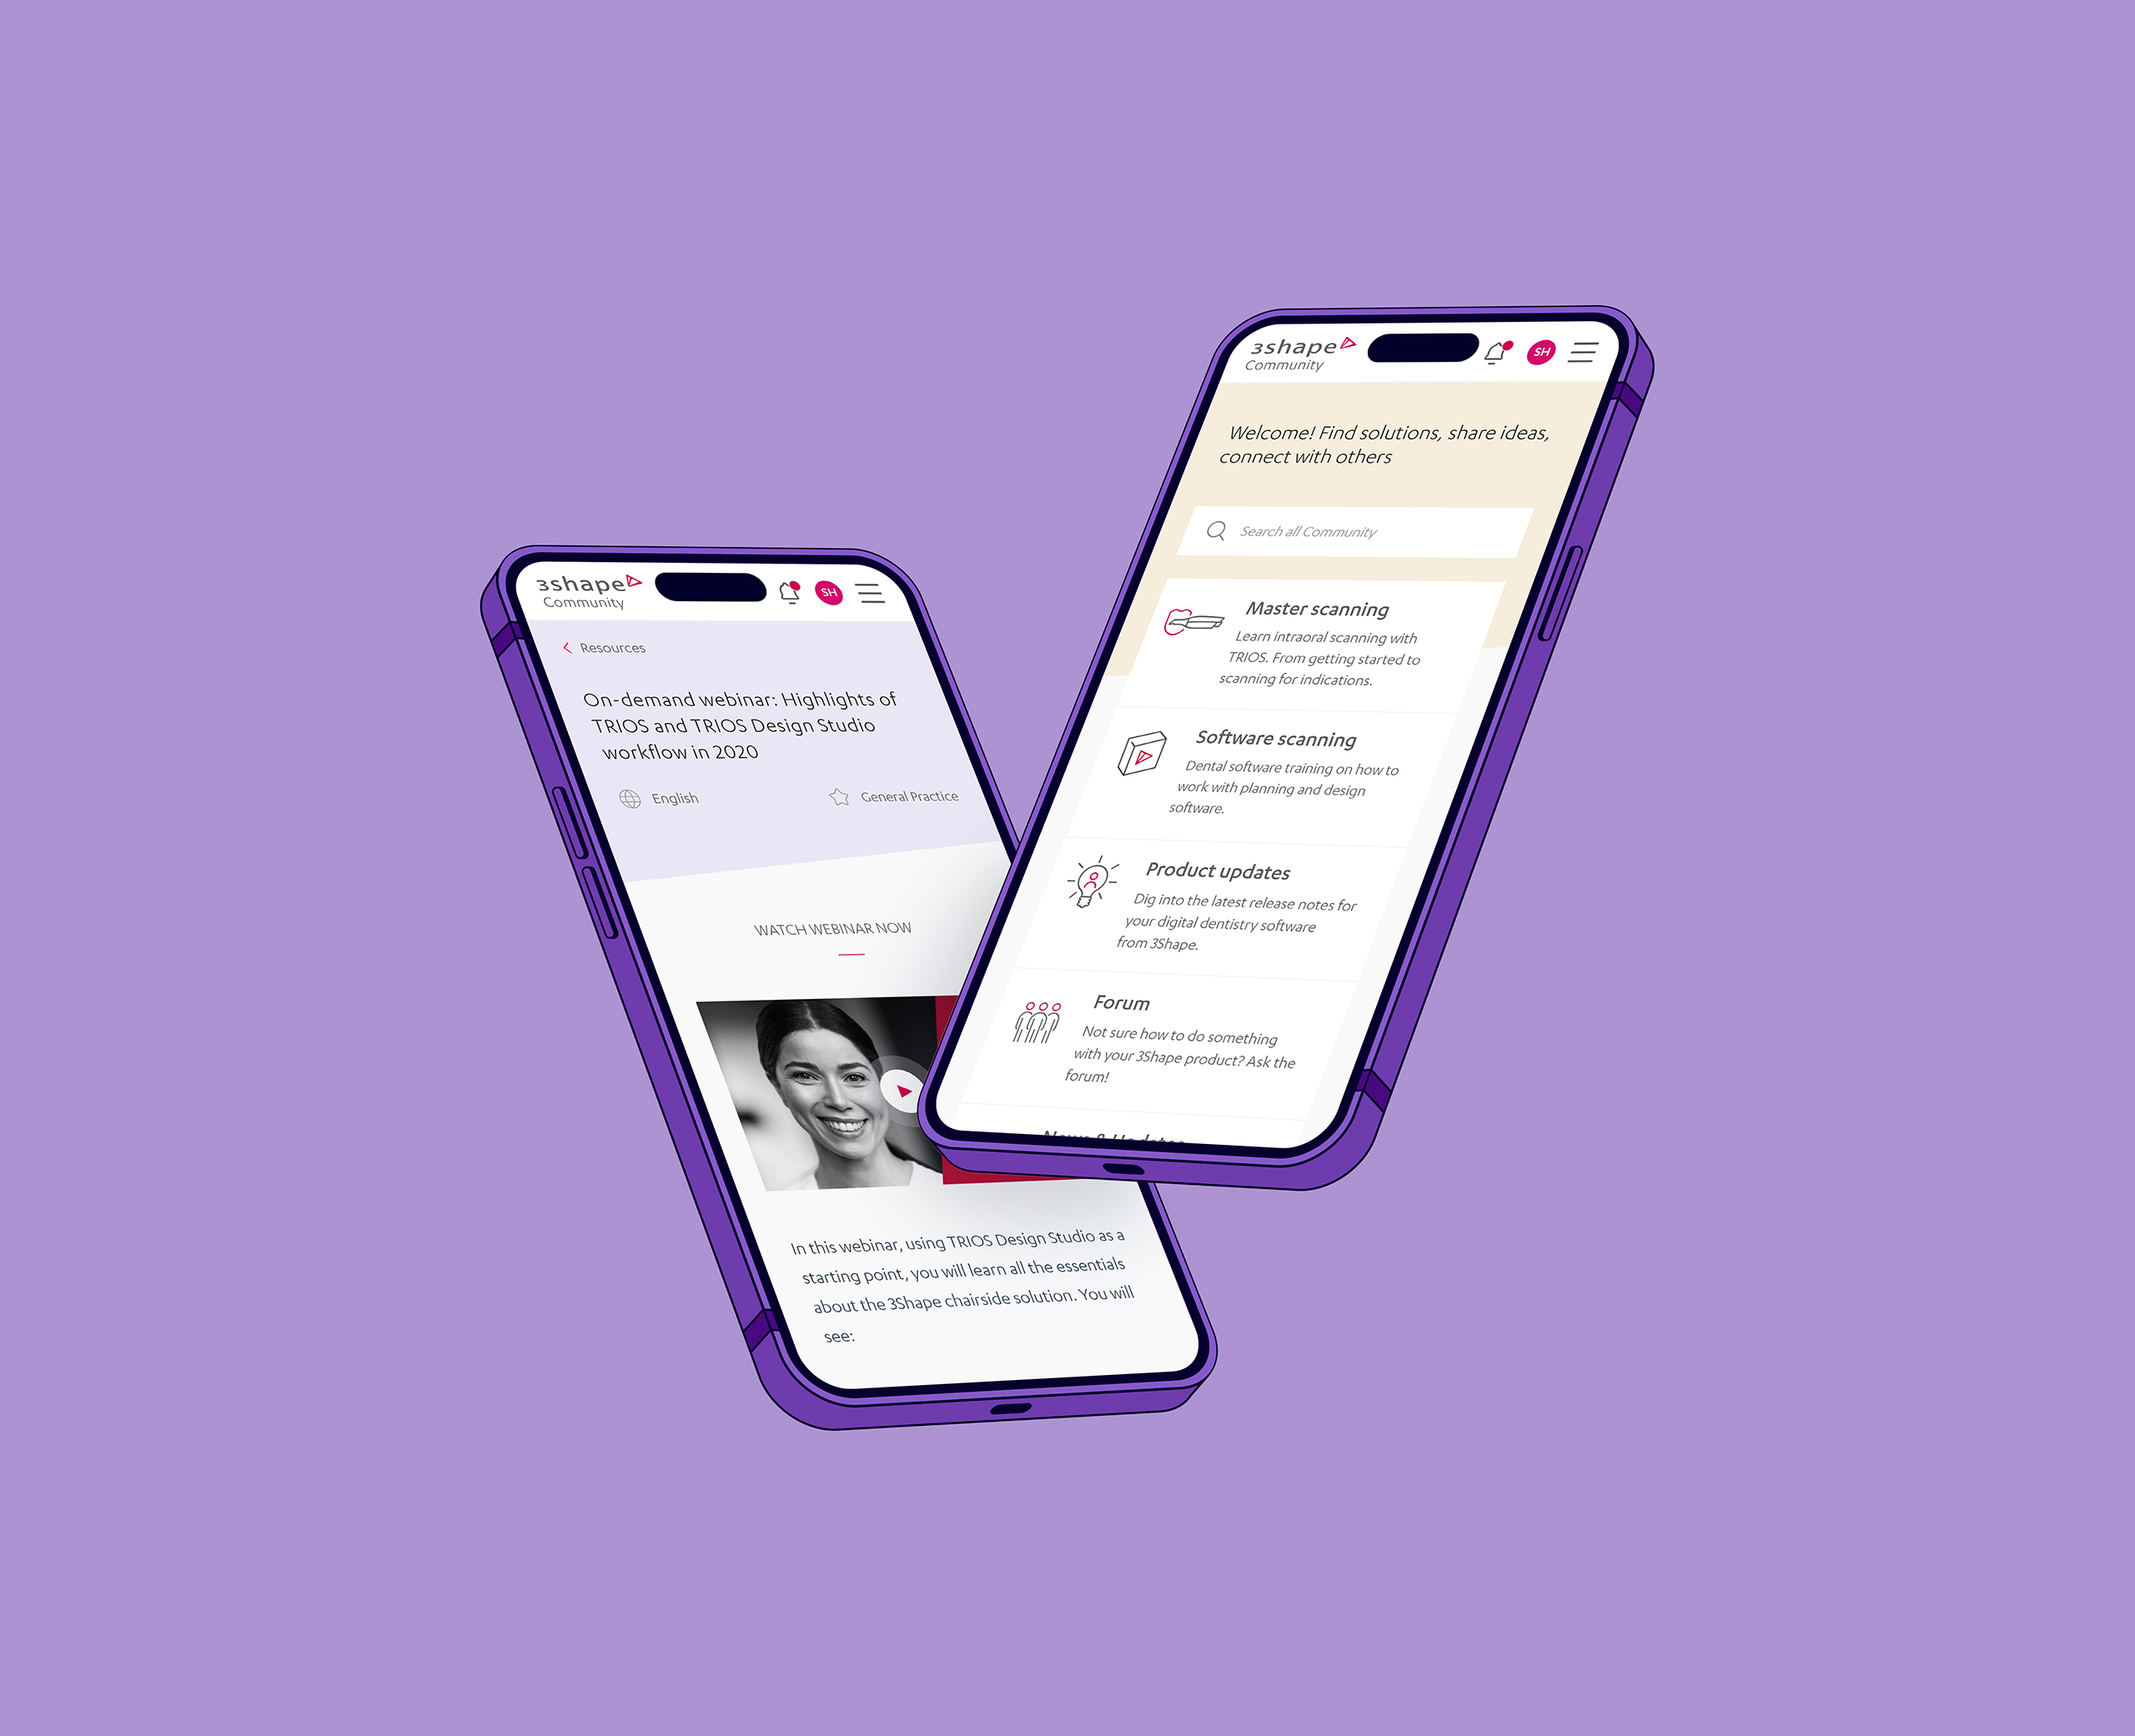 3shape
Community
SH
Resources
On-demand webinar: Highlights of
TRIOS and TRIOS Design Studio
workflow in 2020
English
General Practice
WATCH WEBINAR NOW
In this webinar, using TRIOS Design Studio as a
starting point, you will learn all the essentials
about the 3Shape chairside solution. You will
see:
3shape
Community
SH
Welcome! Find solutions, share ideas,
connect with others
Search all Community
Master scanning
Learn intraoral scanning with
TRIOS. From getting started to
scanning for indications.
Software scanning
Dental software training on how to
work with planning and design
software.
Product updates
Dig into the latest release notes for
your digital dentistry software
from 3Shape.
Forum
Not sure how to do something
with your 3Shape product? Ask the
forum!
News & Updates